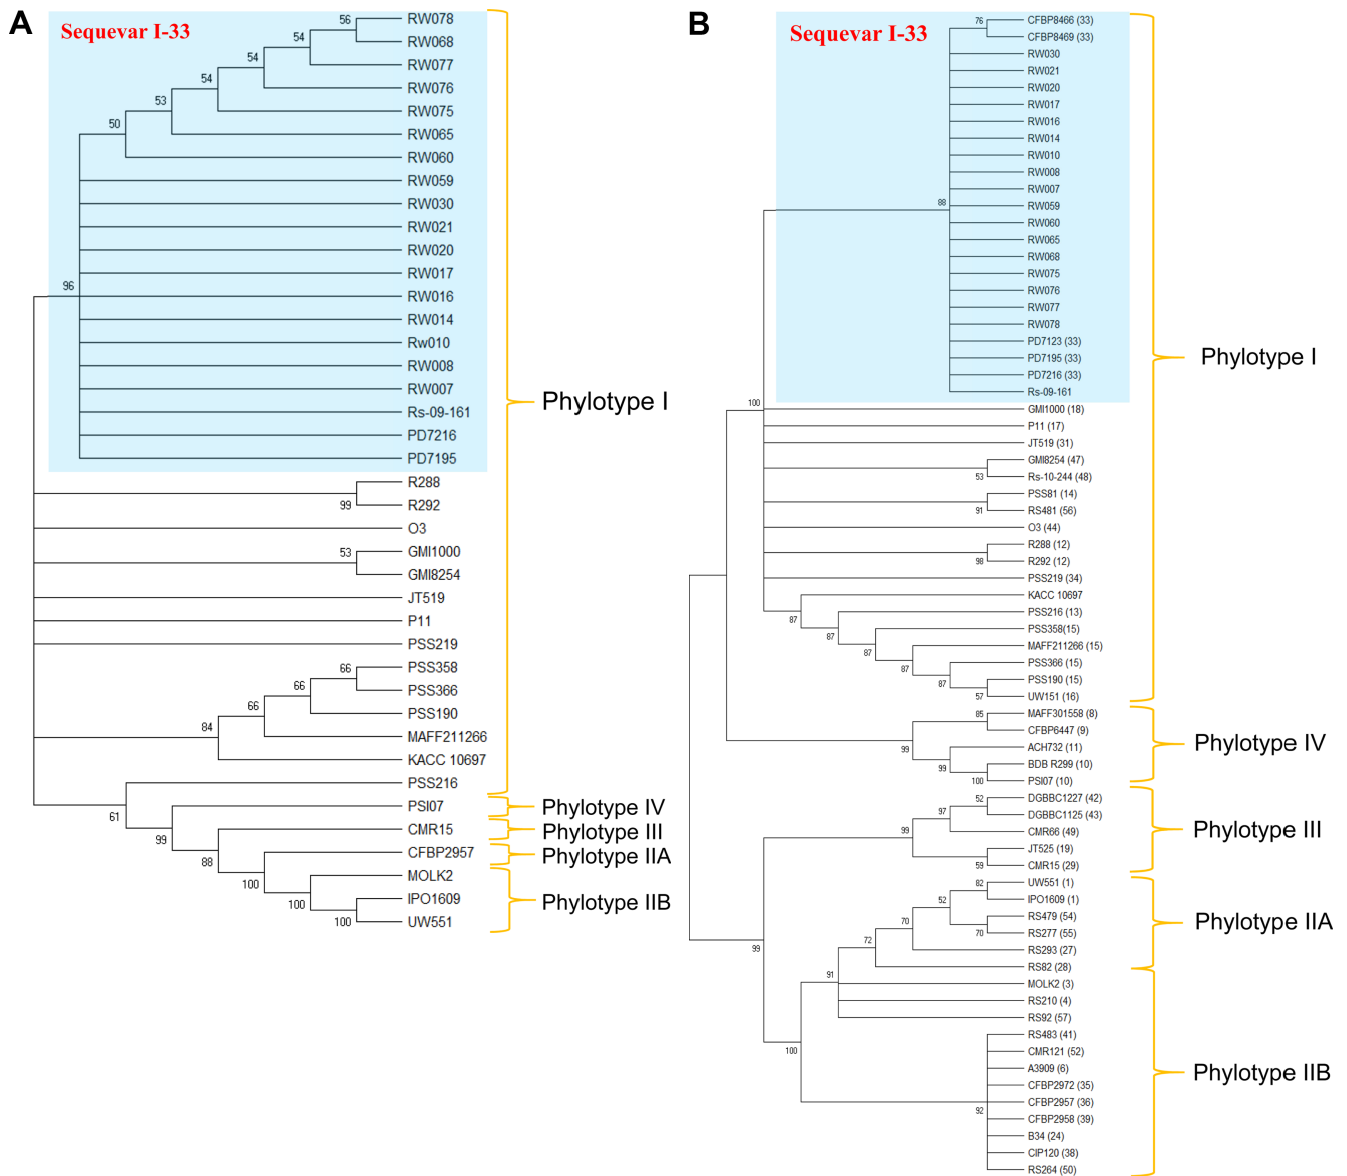 A
Sequevar I-33
56
RW078
RW068
54
RW077
54
RW076
54
RW075
53
RW065
50
RW060
RW059
RW030
RW021
RW020
RW017
96
RW016
RW014
Rw010
RW008
RW007
Rs-09-161
PD7216
PD7195
Phylotype I
R288
99
R292
O3
53
GMI1000
GMI8254
JT519
P11
PSS219
66
PSS358
66
PSS366
66
PSS190
84
MAFF211266
KACC 10697
61
PSS216
99
PSI07
Phylotype IV
88
CMR15
Phylotype III
100
CFBP2957
Phylotype IIA
100
MOLK2
100
IPO1609
UW551
Phylotype IIB
B
Sequevar I-33
76
CFBP8466 (33)
CFBP8469 (33)
RW030
RW021
RW020
RW017
RW016
RW014
RW010
RW008
RW007
88
RW059
RW060
RW065
RW068
RW075
RW076
RW077
RW078
PD7123 (33)
PD7195 (33)
PD7216 (33)
Rs-09-161
Phylotype I
100
GMI1000 (18)
P11 (17)
JT519 (31)
GMI8254 (47)
53
Rs-10-244 (48)
PSS81 (14)
91
RS481 (56)
O3 (44)
R288 (12)
98
R292 (12)
PSS219 (34)
KACC 10697
87
PSS216 (13)
87
PSS358(15)
87
MAFF211266 (15)
87
PSS366 (15)
87
PSS190 (15)
57
UW151 (16)
85
MAFF301558 (8)
CFBP6447 (9)
99
ACH732 (11)
99
BDB R299 (10)
100
PSI07 (10)
Phylotype IV
52
DGBBC1227 (42)
97
DGBBC1125 (43)
CMR66 (49)
99
JT525 (19)
59
CMR15 (29)
Phylotype III
82
UW551 (1)
IPO1609 (1)
52
RS479 (54)
70
RS277 (55)
70
RS293 (27)
72
RS82 (28)
Phylotype IIA
99
91
MOLK2 (3)
RS210 (4)
RS92 (57)
100
RS483 (41)
CMR121 (52)
A3909 (6)
CFBP2972 (35)
CFBP2957 (36)
92
CFBP2958 (39)
B34 (24)
CIP120 (38)
RS264 (50)
Phylotype IIB